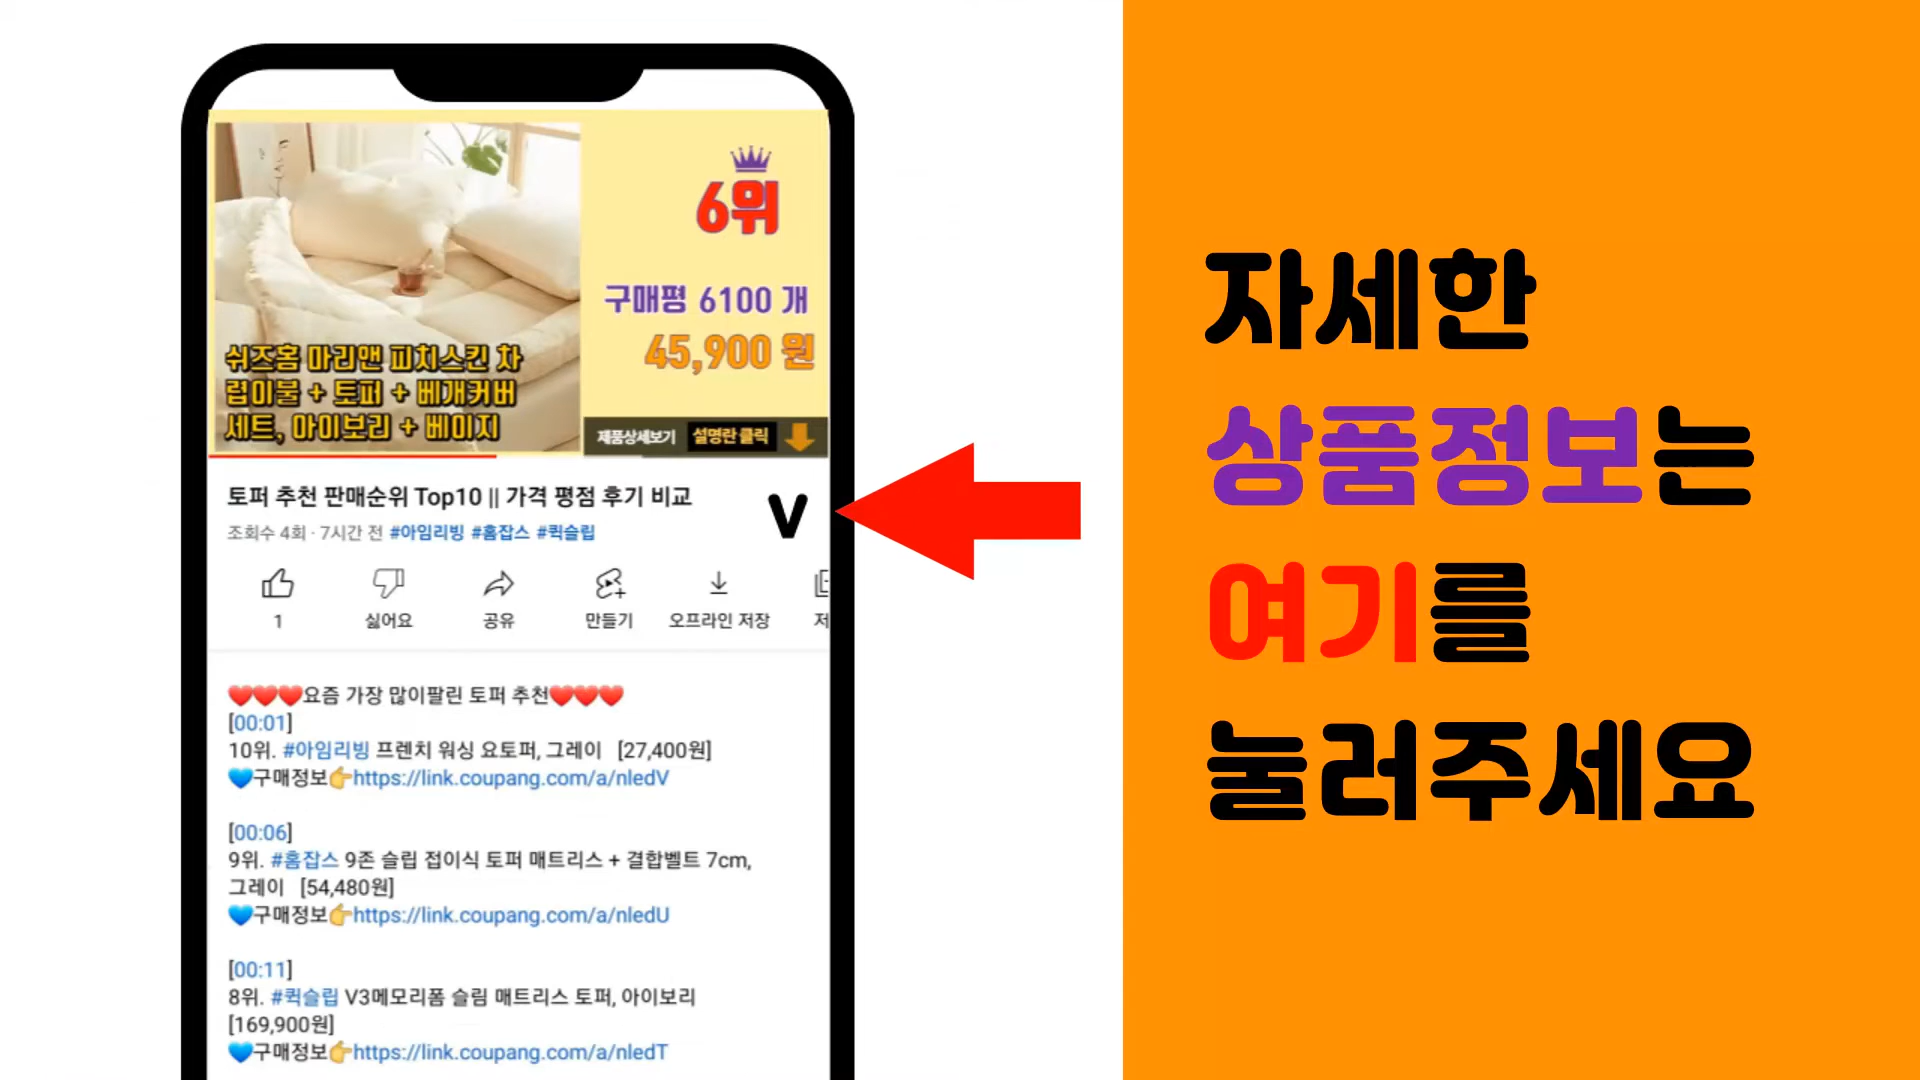 6위
구매평 6100 개
45,900 원
쉬즈홈 마리앤 피치스킨 차
렵이불 + 토퍼 + 베개커버
세트, 아이보리 + 베이지
제품상세보기 설명란 클릭
토퍼 추천 판매순위 Top10 || 가격 평점 후기 비교
V
조회수 4회 · 7시간 전 #아임리빙 #홈잡스 #퀵슬립
1 싫어요 공유 만들기 오프라인 저장 저
❤️❤️❤️요즘 가장 많이팔린 토퍼 추천❤️❤️❤️
[00:01]
10위. #아임리빙 프렌치 워싱 요토퍼, 그레이 [27,400원]
💙구매정보👉https://link.coupang.com/a/nledV
[00:06]
9위. #홈잡스 9존 슬립 접이식 토퍼 매트리스 + 결합벨트 7cm,
그레이 [54,480원]
💙구매정보👉https://link.coupang.com/a/nledU
[00:11]
8위. #퀵슬립 V3메모리폼 슬림 매트리스 토퍼, 아이보리
[169,900원]
💙구매정보👉https://link.coupang.com/a/nledT
자세한
상품정보는
여기를
눌러주세요